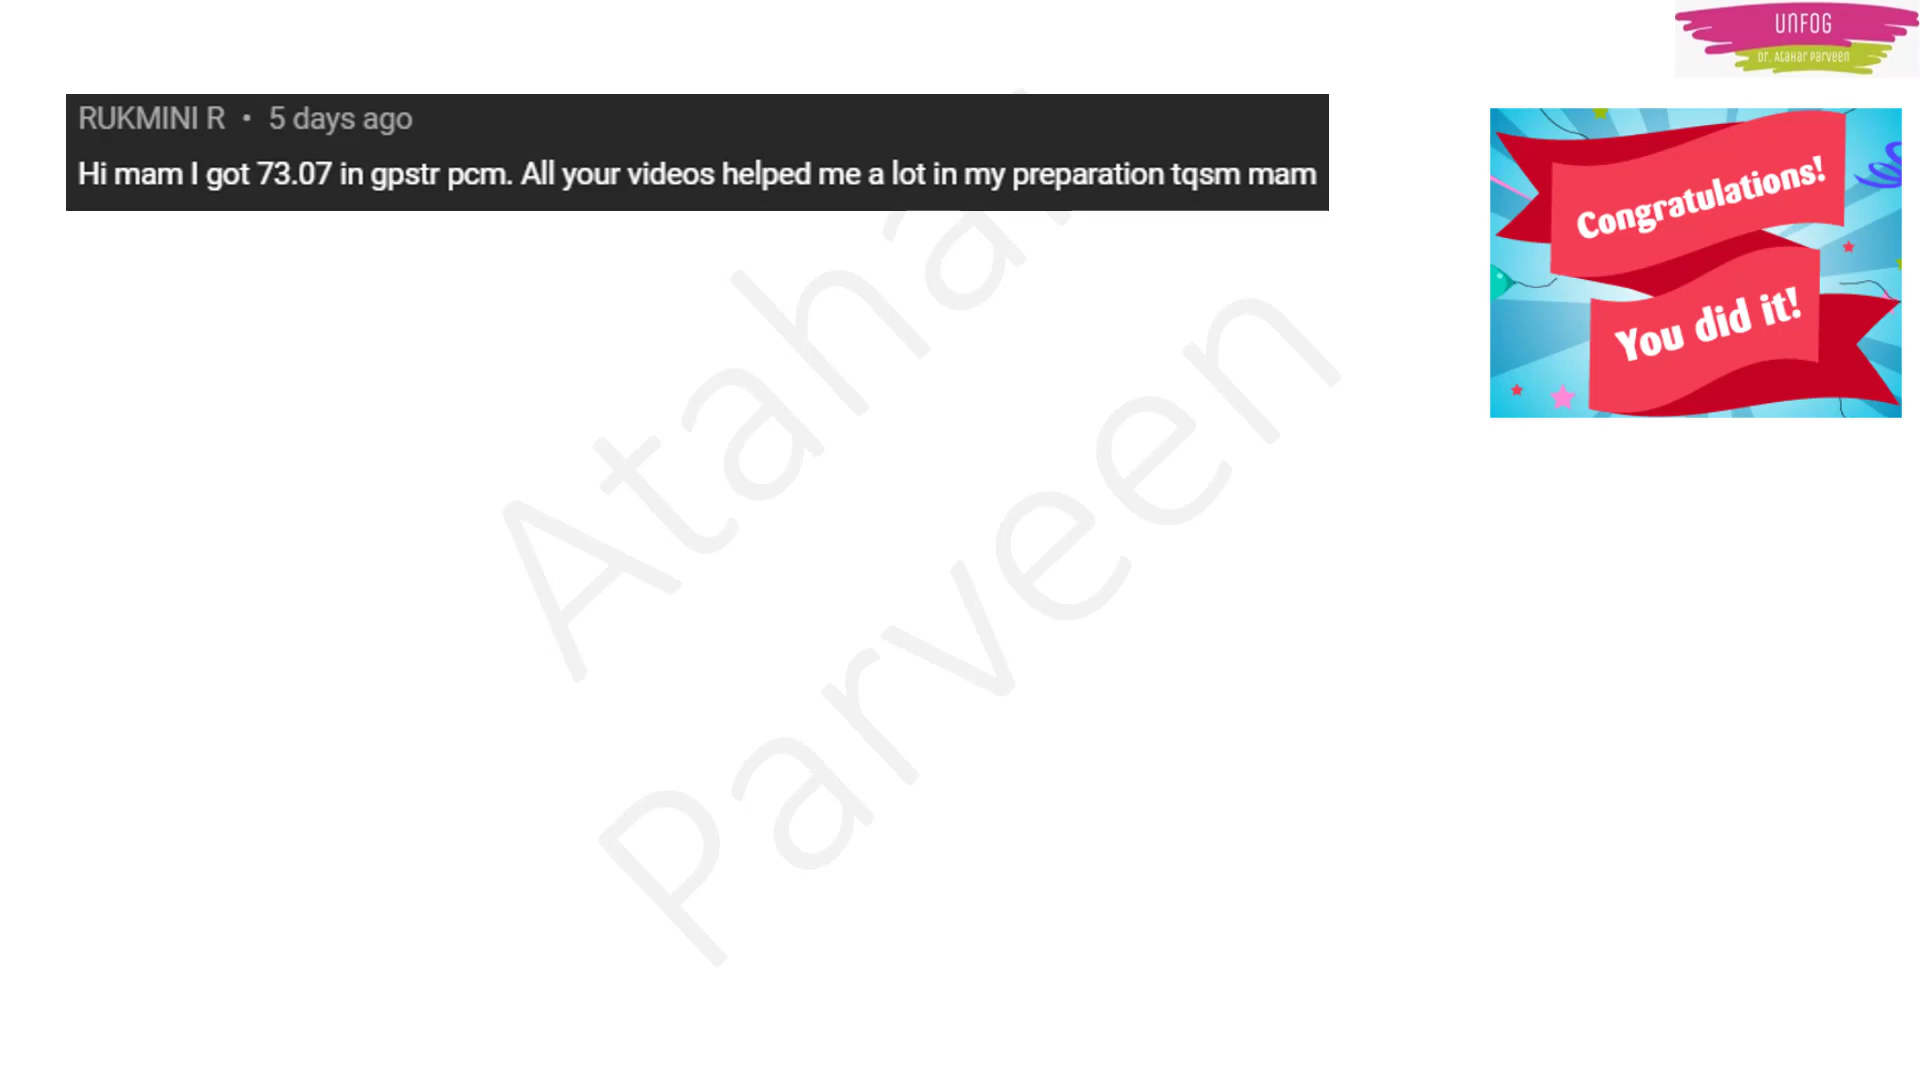 UNFOG
Dr. Atahar Parveen
RUKMINI R • 5 days ago
Hi mam I got 73.07 in gpstr pcm. All your videos helped me a lot in my preparation tqsm mam
Congratulations!
You did it!
Atahar
Parveen